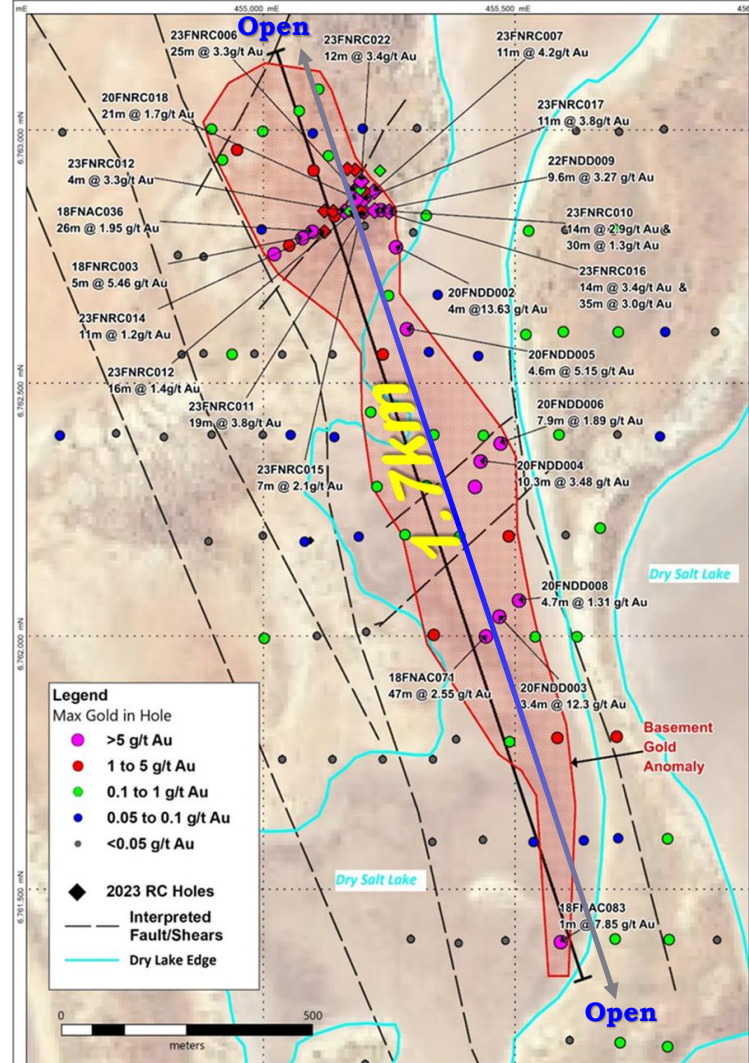 mE
455,000 mE
455,500 mE
Open
23FNRC006
25m @ 3.3g/t Au
23FNRC022
12m @ 3.4g/t Au
23FNRC007
11m @ 4.2g/t Au
20FNRC018
21m @ 1.7g/t Au
23FNRC017
11m @ 3.8g/t Au
6,763,000 mN
23FNRC012
4m @ 3.3g/t Au
22FNDD009
9.6m @ 3.27 g/t Au
18FNAC036
26m @ 1.95 g/t Au
23FNRC010
14m @ 2.9g/t Au &
30m @ 1.3g/t Au
18FNRC003
5m @ 5.46 g/t Au
23FNRC016
14m @ 3.4g/t Au &
35m @ 3.0g/t Au
20FNDD002
4m @13.63 g/t Au
23FNRC014
11m @ 1.2g/t Au
20FNDD005
4.6m @ 5.15 g/t Au
23FNRC012
16m @ 1.4g/t Au
6,762,500 mN
23FNRC011
19m @ 3.8g/t Au
20FNDD006
7.9m @ 1.89 g/t Au
1.7km
23FNRC015
7m @ 2.1g/t Au
20FNDD004
10.3m @ 3.48 g/t Au
Dry Salt Lake
20FNDD008
4.7m @ 1.31 g/t Au
6,762,000 mN
18FNAC071
47m @ 2.55 g/t Au
20FNDD003
3.4m @ 12.3 g/t Au
Basement
Gold
Anomaly
Legend
Max Gold in Hole
>5 g/t Au
1 to 5 g/t Au
0.1 to 1 g/t Au
0.05 to 0.1 g/t Au
<0.05 g/t Au
2023 RC Holes
Interpreted
Fault/Shears
Dry Lake Edge
Dry Salt Lake
6,761,500 mN
18FNAC083
1m @ 7.85 g/t Au
Open
0 500
meters